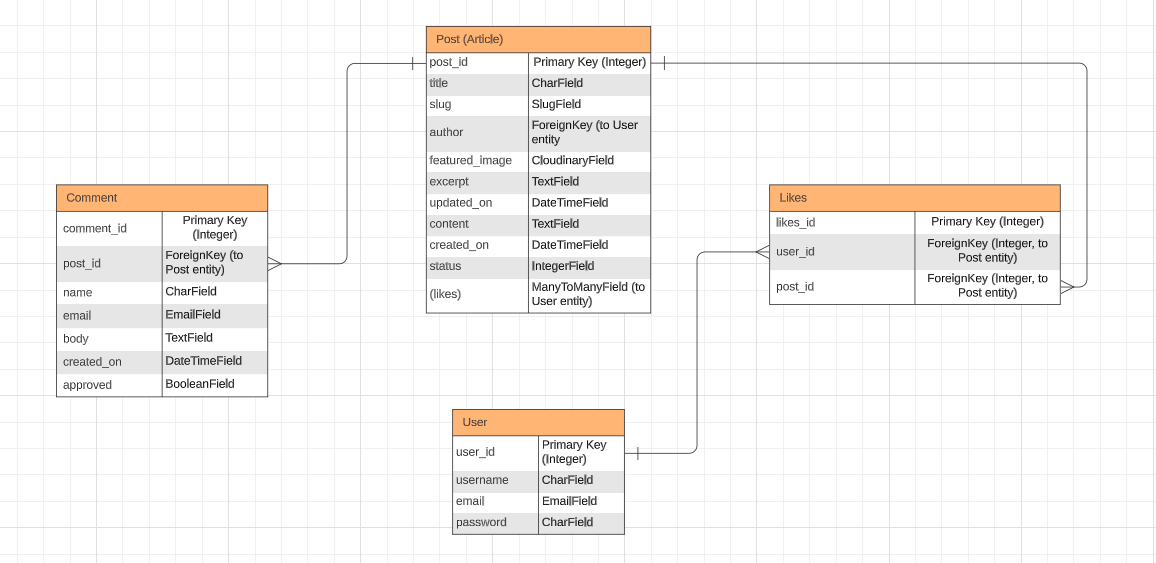 Post (Article)
post_id Primary Key (Integer)
title CharField
slug SlugField
author ForeignKey (to User
entity
featured_image CloudinaryField
excerpt TextField
updated_on DateTimeField
content TextField
created_on DateTimeField
status IntegerField
(likes) ManyToManyField (to
User entity)
Comment
comment_id Primary Key
(Integer)
post_id ForeignKey (to
Post entity)
name CharField
email EmailField
body TextField
created_on DateTimeField
approved BooleanField
Likes
likes_id Primary Key (Integer)
user_id ForeignKey (Integer, to
Post entity)
post_id ForeignKey (Integer, to
Post entity)
User
user_id Primary Key
(Integer)
username CharField
email EmailField
password CharField